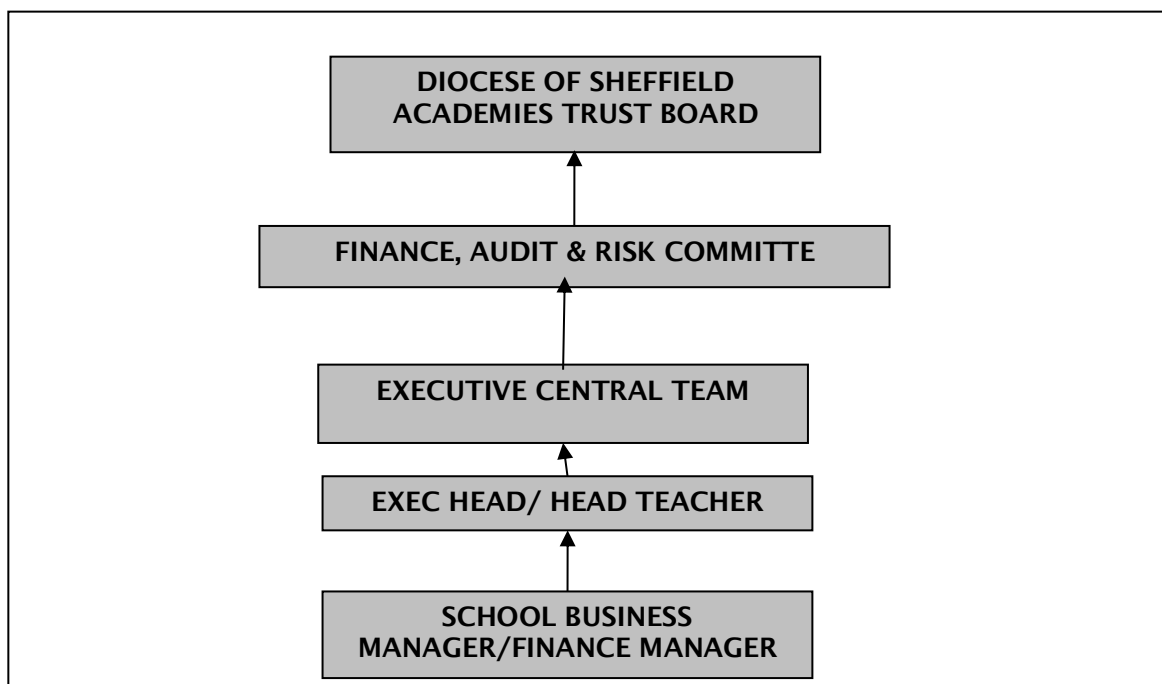 DIOCESE OF SHEFFIELD
ACADEMIES TRUST BOARD
FINANCE, AUDIT & RISK COMMITTE
EXECUTIVE CENTRAL TEAM
EXEC HEAD/ HEAD TEACHER
SCHOOL BUSINESS
MANAGER/FINANCE MANAGER